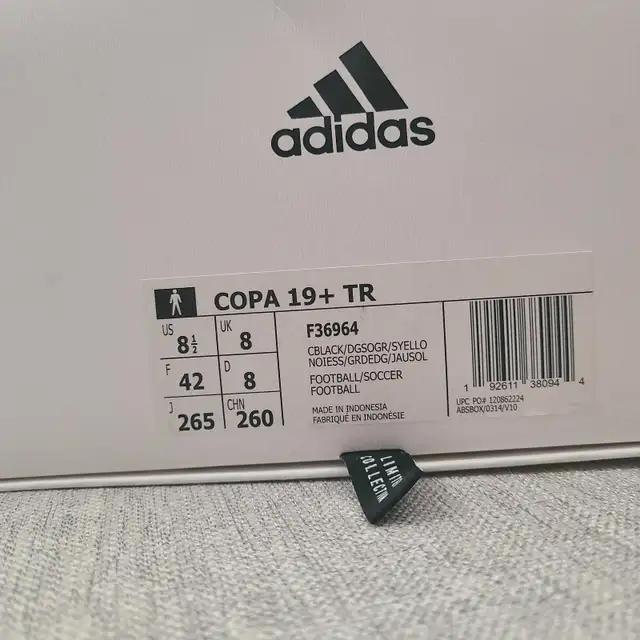 adidas
COPA 19+ TR
US 8½
UK 8
F 42
D 8
J 265
CHN 260
F36964
CBLACK/DGSOGR/SYELLO
NOIESS/GRDEDG/JAUSOL
FOOTBALL/SOCCER
FOOTBALL
MADE IN INDONESIA
FABRIQUÉ EN INDONÉSIE
1 92611 38094 4
UPC PO# 120862224
ABSBOX/0314/V10